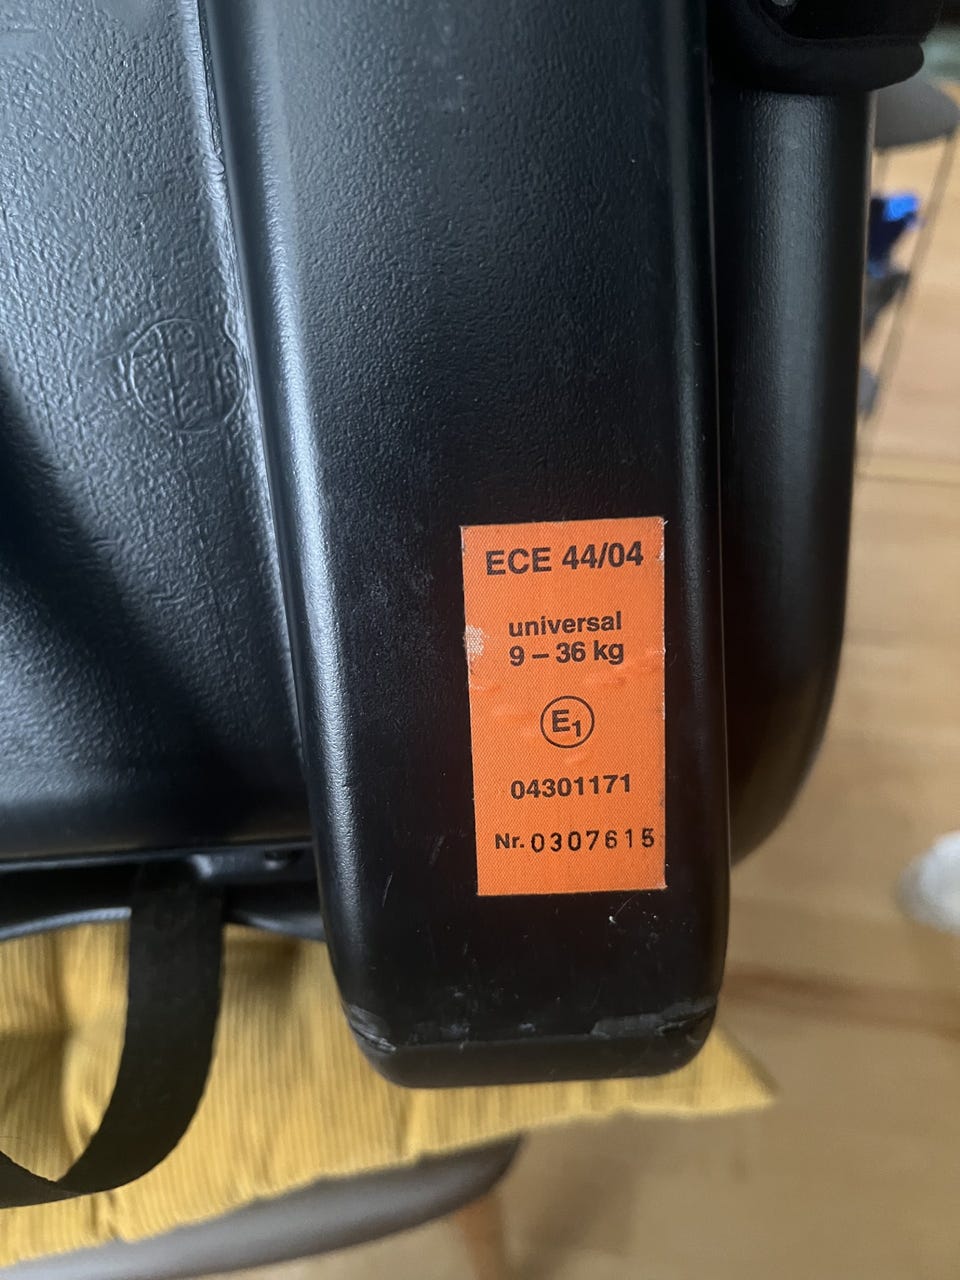 ECE 44/04
universal
9 – 36 kg
E1
04301171
Nr. 0307615